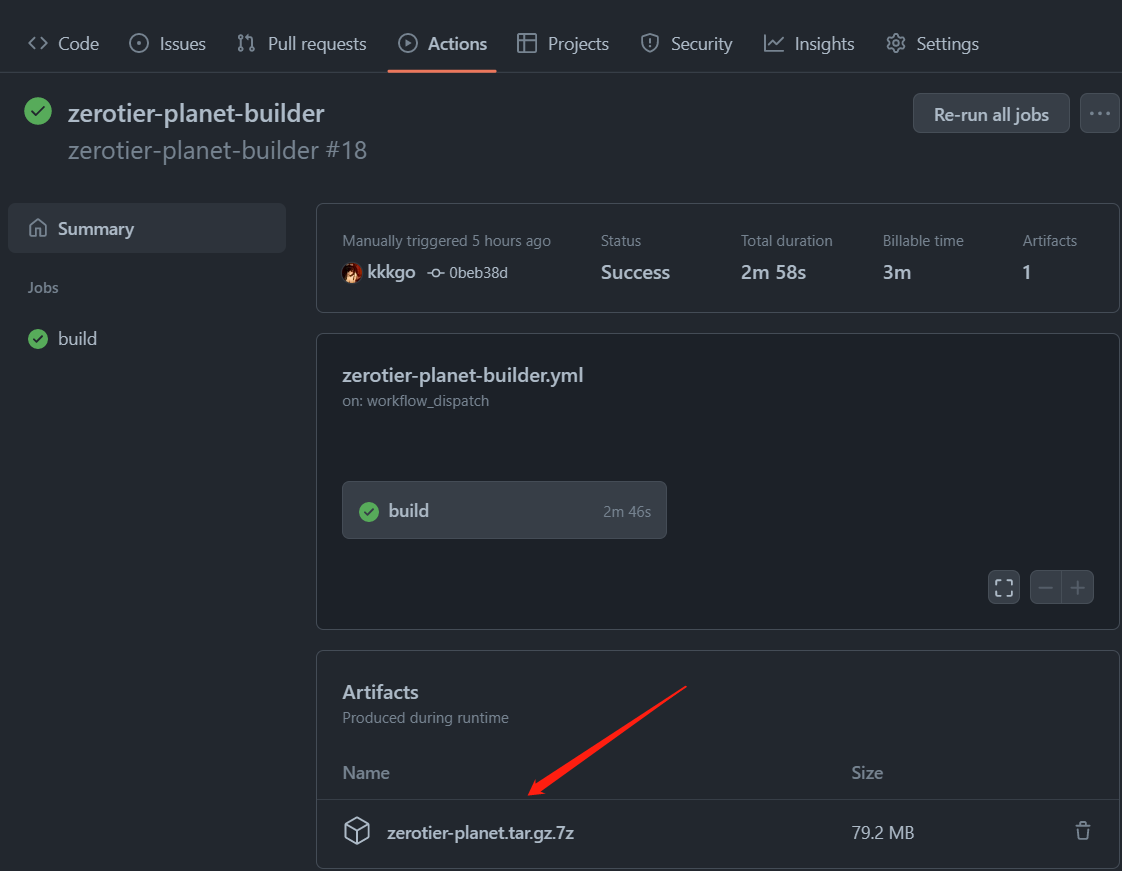 Code Issues Pull requests Actions Projects Security Insights Settings
zerotier-planet-builder
Re-run all jobs
zerotier-planet-builder #18
Summary
Jobs
build
Manually triggered 5 hours ago Status Total duration Billable time Artifacts
kkkgo 0beb38d Success 2m 58s 3m 1
zerotier-planet-builder.yml
on: workflow_dispatch
build 2m 46s
Artifacts
Produced during runtime
Name Size
zerotier-planet.tar.gz.7z 79.2 MB